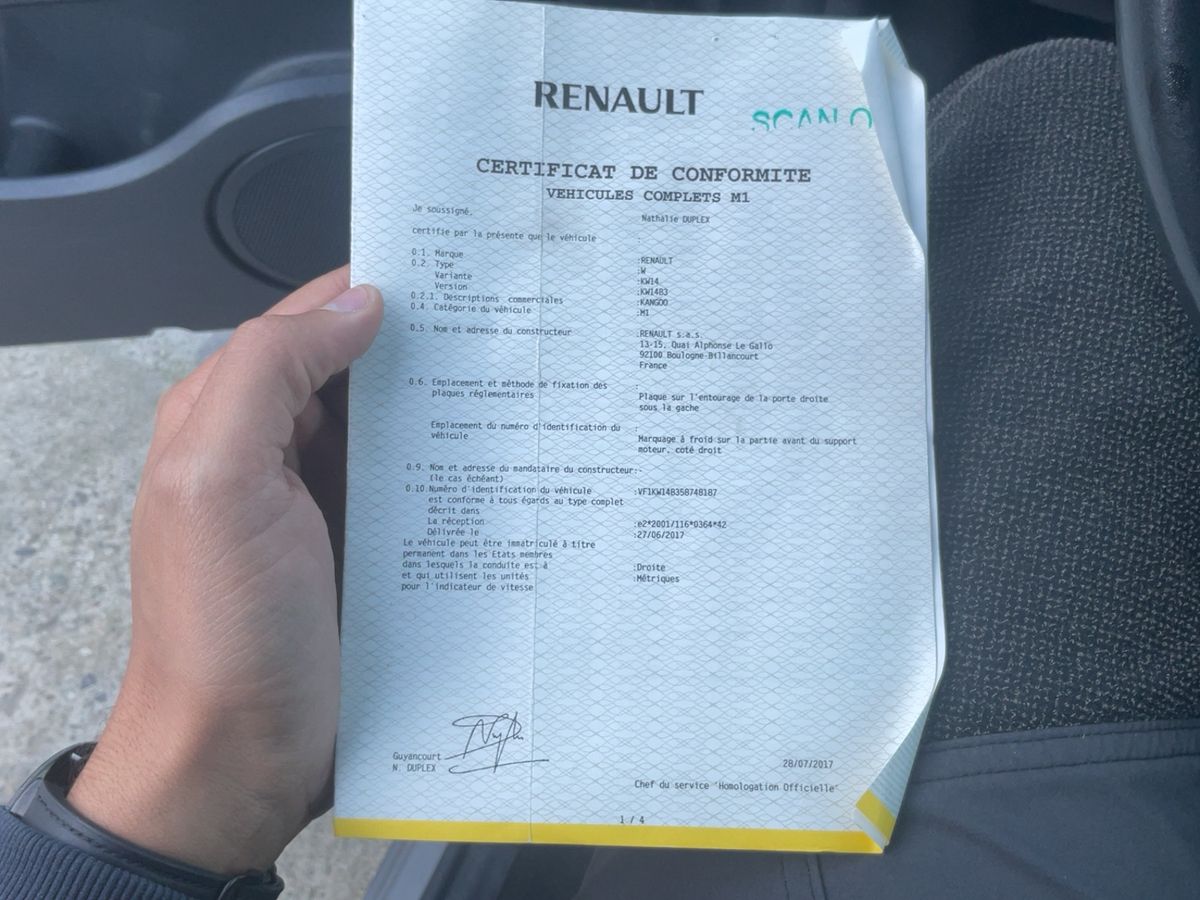 RENAULT
SCAN O
CERTIFICAT DE CONFORMITE
VEHICULES COMPLETS M1
Je soussigné, Nathalie DUPLEX
certifie par la présente que le véhicule :
0.1. Marque :RENAULT
0.2. Type :W
Variante :KW14
Version :KW14B3
0.2.1. Descriptions commerciales :KANGOO
0.4. Catégorie du véhicule :M1
0.5. Nom et adresse du constructeur :RENAULT s.a.s.
13-15, Quai Alphonse Le Gallo
92100 Boulogne-Billancourt
France
0.6. Emplacement et méthode de fixation des :
plaques réglementaires Plaque sur l'entourage de la porte droite
sous la gache
Emplacement du numéro d'identification du :
véhicule Marquage à froid sur la partie avant du support
moteur, coté droit
0.9. Nom et adresse du mandataire du constructeur:-
(le cas échéant)
0.10.Numéro d'identification du véhicule :VF1KW14B358748187
est conforme à tous égards au type complet
décrit dans
La réception :e2*2001/116*0364*42
Délivrée le :27/06/2017
Le véhicule peut être immatriculé à titre
permanent dans les Etats membres
dans lesquels la conduite est à :Droite
et qui utilisent les unités :Métriques
pour l'indicateur de vitesse
Guyancourt
N. DUPLEX
28/07/2017
Chef du service "Homologation Officielle"
1 / 4